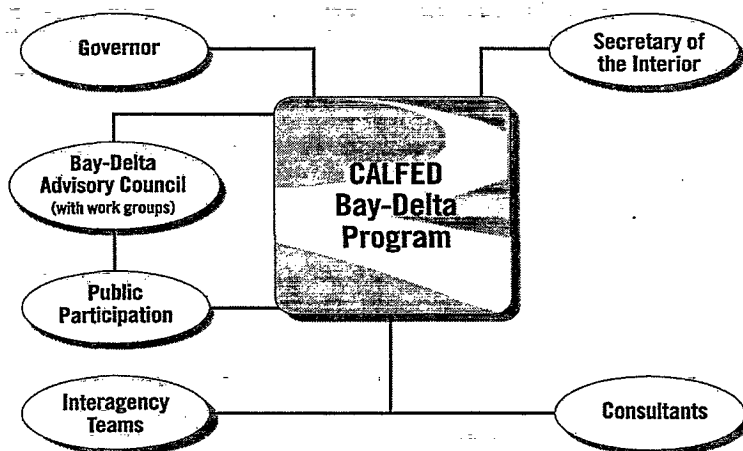 Governor
Secretary of
the Interior
Bay-Delta
Advisory Council
(with work groups)
CALFED
Bay-Delta
Program
Public
Participation
Interagency
Teams
Consultants